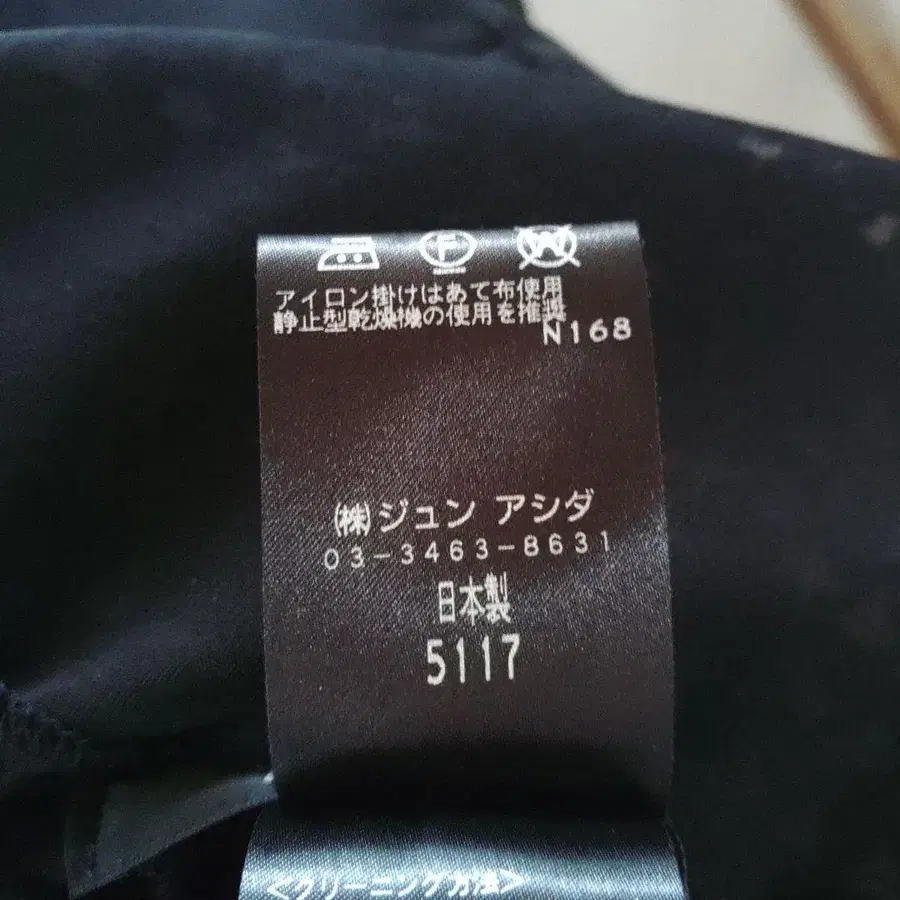 F W
アイロン掛けはあて布使用
静止型乾燥機の使用を推奨
N168
㈱ジュン アシダ
03-3463-8631
日本製
5117
<クリーニング方法>